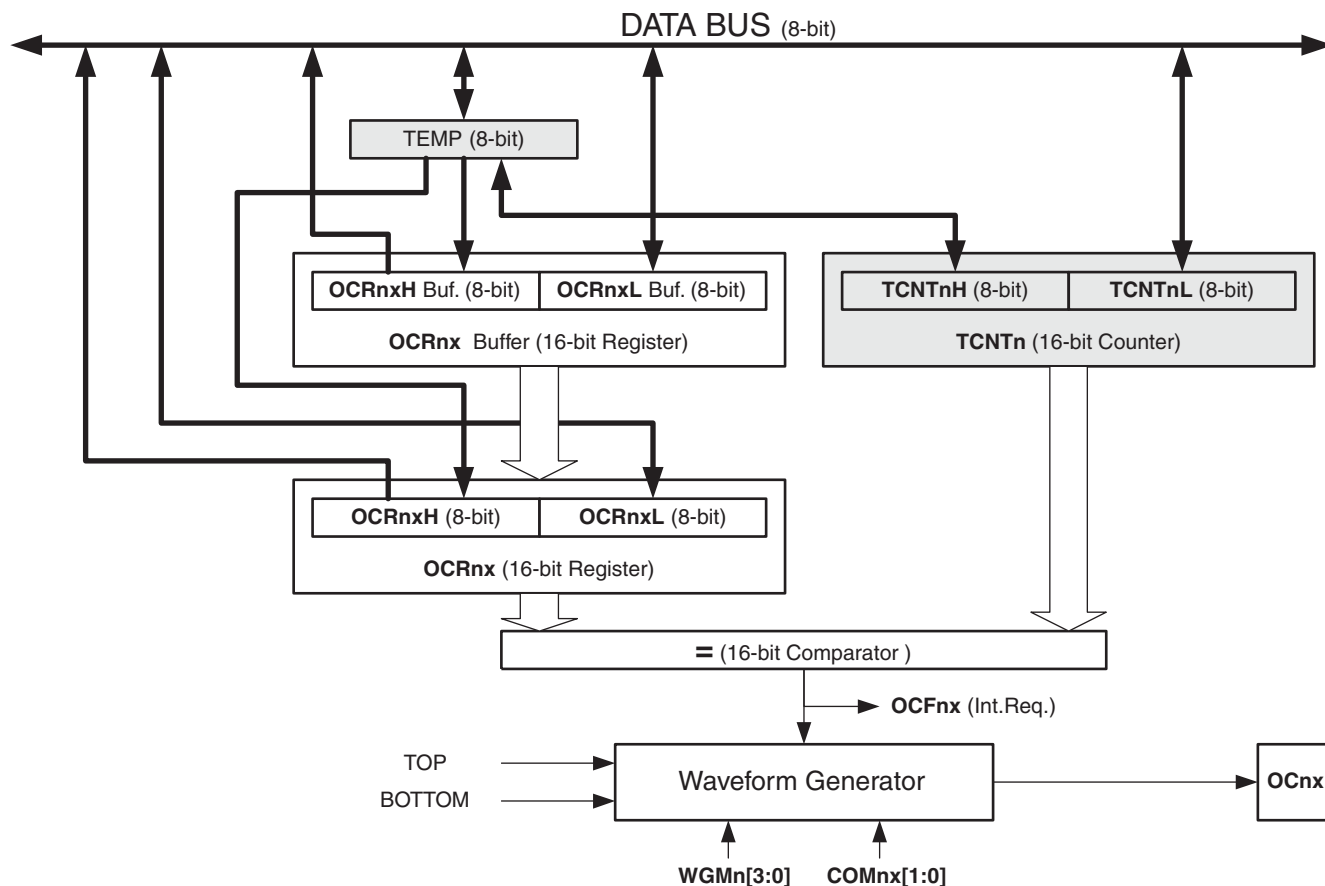 DATA BUS (8-bit)
TEMP (8-bit)
OCRnxH Buf. (8-bit) OCRnxL Buf. (8-bit)
OCRnx Buffer (16-bit Register)
TCNTnH (8-bit) TCNTnL (8-bit)
TCNTn (16-bit Counter)
OCRnxH (8-bit) OCRnxL (8-bit)
OCRnx (16-bit Register)
= (16-bit Comparator )
OCFnx (Int.Req.)
TOP
BOTTOM
Waveform Generator
OCnx
WGMn[3:0] COMnx[1:0]